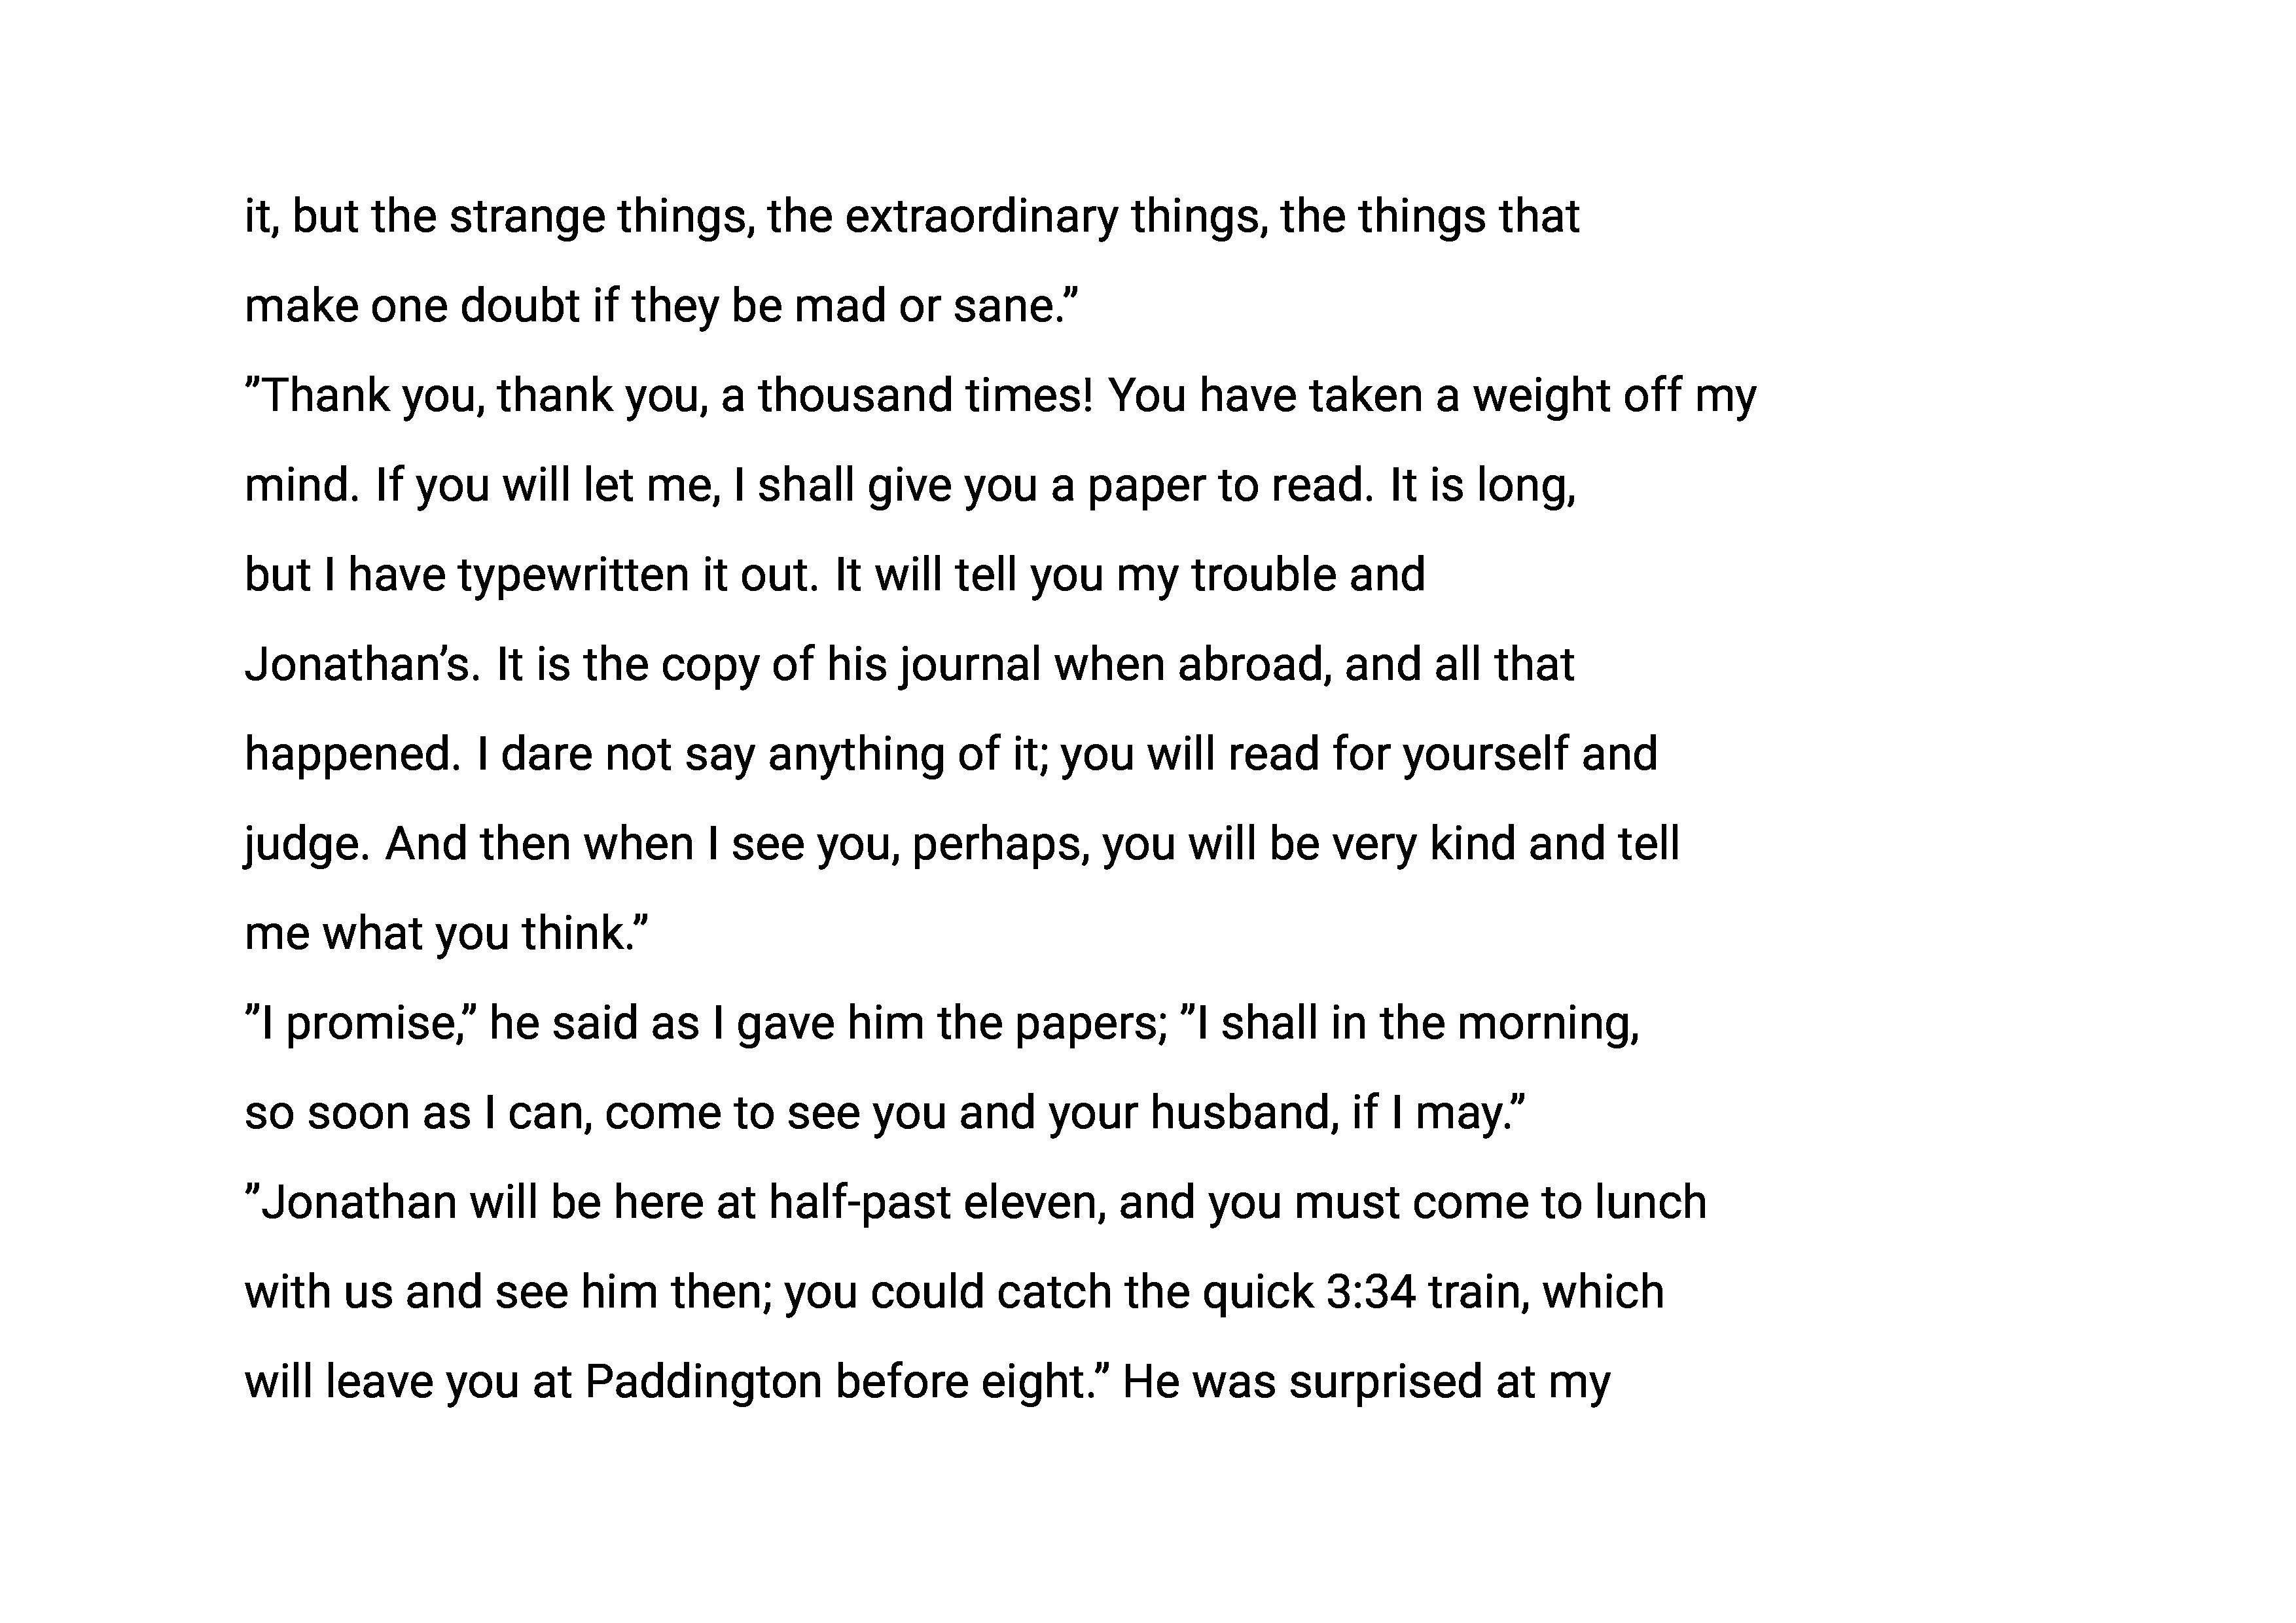 it, but the strange things, the extraordinary things, the things that
make one doubt if they be mad or sane.”
”Thank you, thank you, a thousand times! You have taken a weight off my
mind. If you will let me, I shall give you a paper to read. It is long,
but I have typewritten it out. It will tell you my trouble and
Jonathan’s. It is the copy of his journal when abroad, and all that
happened. I dare not say anything of it; you will read for yourself and
judge. And then when I see you, perhaps, you will be very kind and tell
me what you think.”
”I promise,” he said as I gave him the papers; ”I shall in the morning,
so soon as I can, come to see you and your husband, if I may.”
”Jonathan will be here at half-past eleven, and you must come to lunch
with us and see him then; you could catch the quick 3:34 train, which
will leave you at Paddington before eight.” He was surprised at my